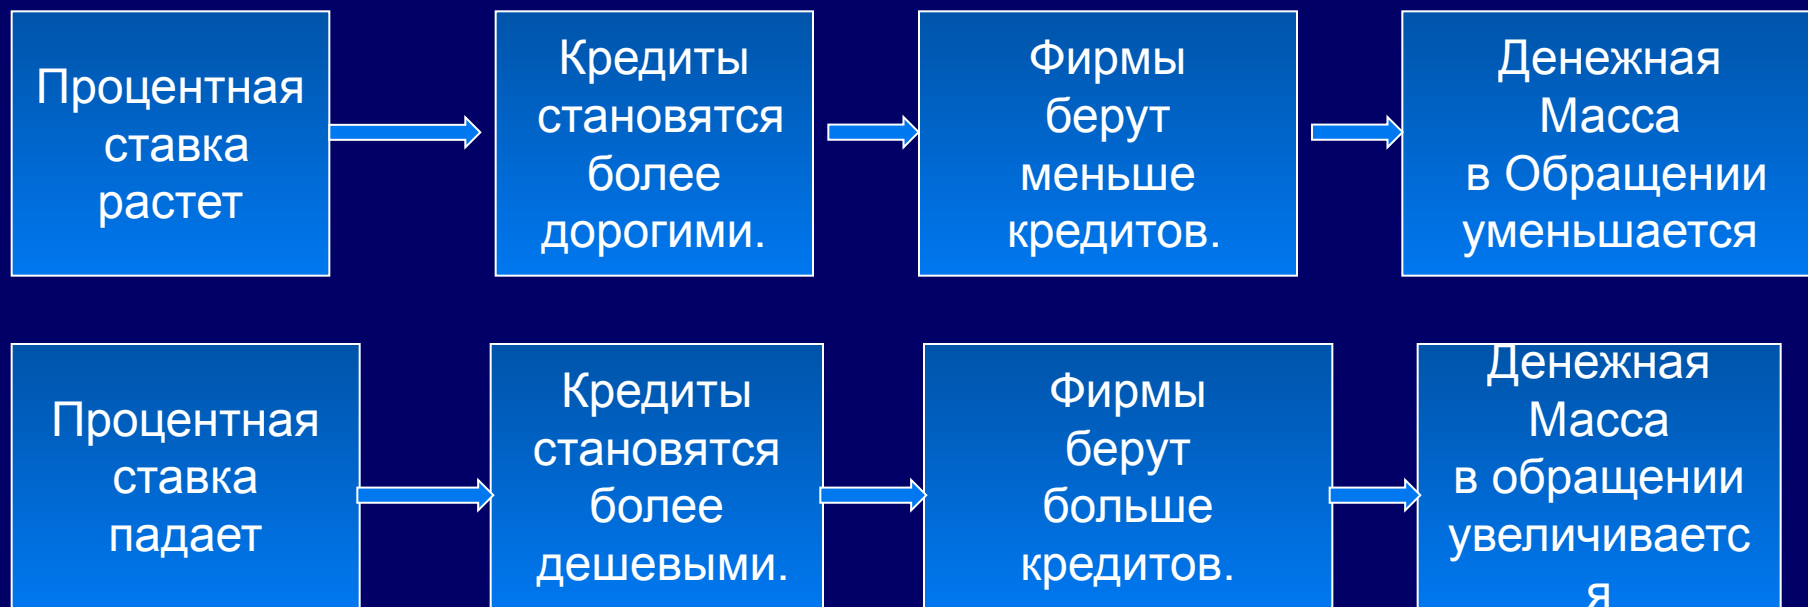 Процентная
ставка
растет
Кредиты
становятся
более
дорогими.
Фирмы
берут
меньше
кредитов.
Денежная
Масса
в Обращении
уменьшается
Процентная
ставка
падает
Кредиты
становятся
более
дешевыми.
Фирмы
берут
больше
кредитов.
Денежная
Масса
в обращении
увеличиваетс
я